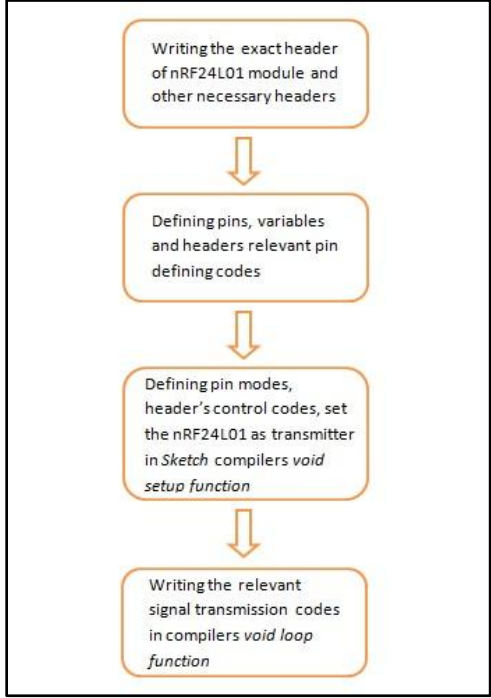 Writing the exact header
of nRF24L01 module and
other necessary headers
Defining pins, variables
and headers relevant pin
defining codes
Defining pin modes,
header's control codes, set
the nRF24L01 as transmitter
in Sketch compilers void
setup function
Writing the relevant
signal transmission codes
in compilers void loop
function